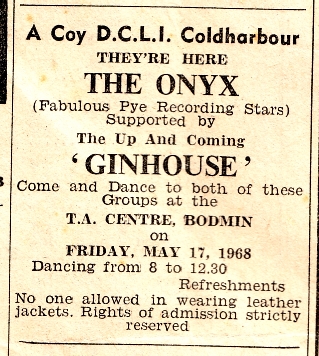 A Coy D.C.L.I. Coldharbour
THEY'RE HERE
THE ONYX
(Fabulous Pye Recording Stars)
Supported by
The Up And Coming
'GINHOUSE'
Come and Dance to both of these
Groups at the
T.A. CENTRE, BODMIN
on
FRIDAY, MAY 17, 1968
Dancing from 8 to 12.30
Refreshments
No one allowed in wearing leather
jackets. Rights of admission strictly
reserved